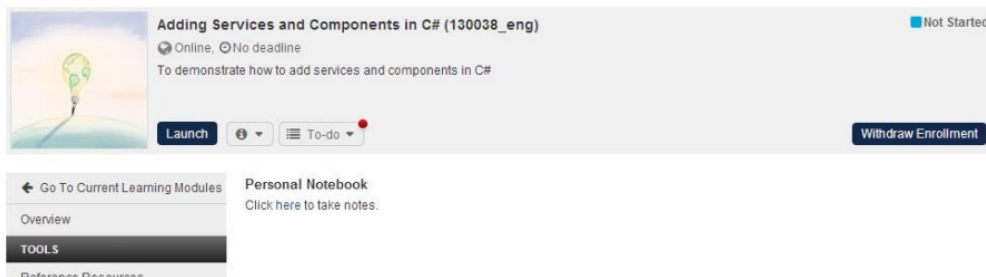 Adding Services and Components in C# (130038_eng)
Not Started
Online, No deadline
To demonstrate how to add services and components in C#
Launch
To-do
Withdraw Enrollment
Go To Current Learning Modules
Overview
TOOLS
Reference Resources
Personal Notebook
Click here to take notes.